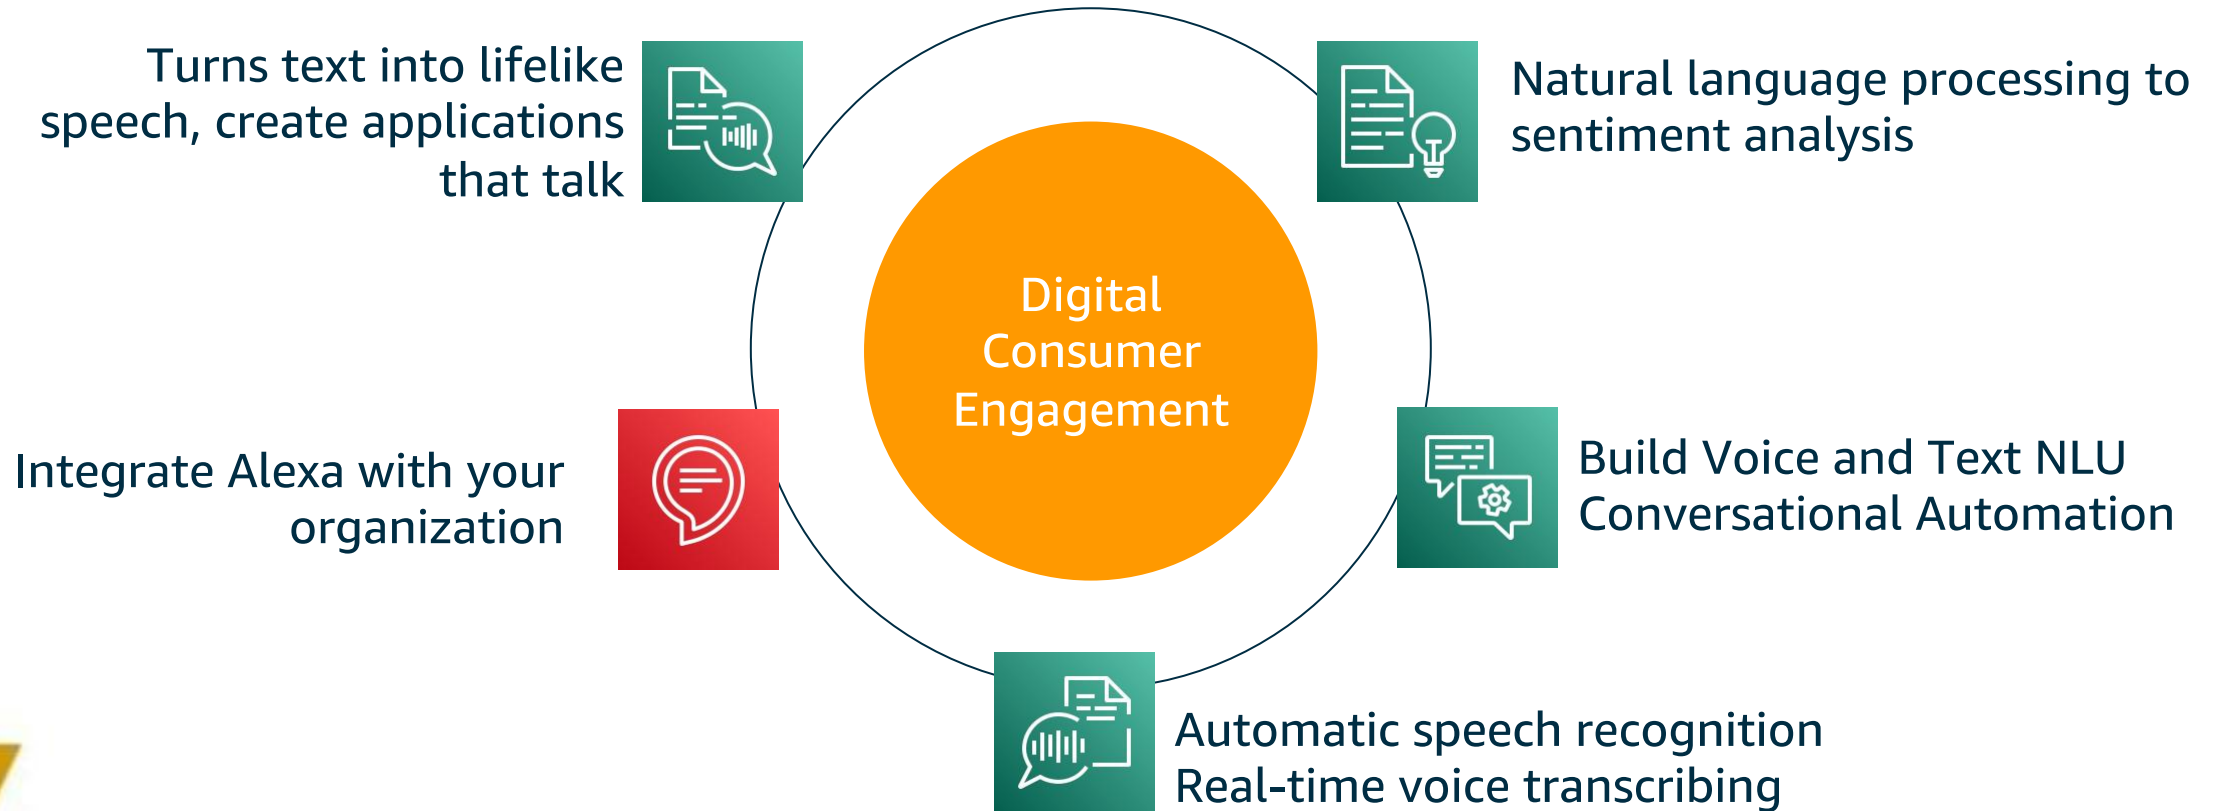 Turns text into lifelike
speech, create applications
that talk
Natural language processing to
sentiment analysis
Digital
Consumer
Engagement
Integrate Alexa with your
organization
Build Voice and Text NLU
Conversational Automation
Automatic speech recognition
Real-time voice transcribing